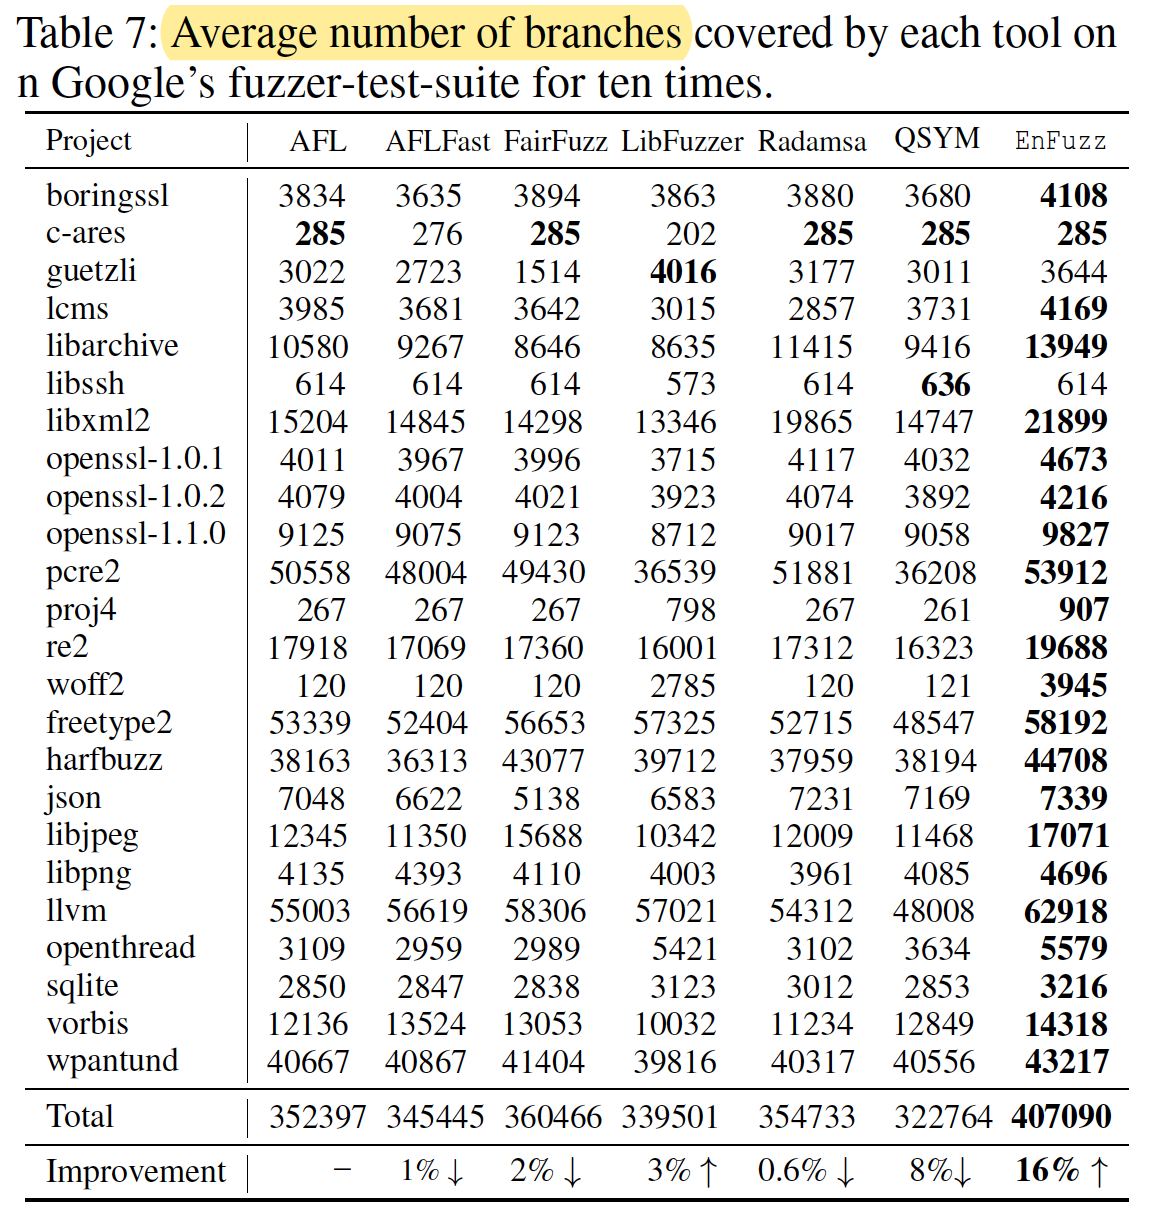 Table 7: Average number of branches covered by each tool on
n Google’s fuzzer-test-suite for ten times.
Project AFL AFLFast FairFuzz LibFuzzer Radamsa QSYM EnFuzz
boringssl 3834 3635 3894 3863 3880 3680 4108
c-ares 285 276 285 202 285 285 285
guetzli 3022 2723 1514 4016 3177 3011 3644
lcms 3985 3681 3642 3015 2857 3731 4169
libarchive 10580 9267 8646 8635 11415 9416 13949
libssh 614 614 614 573 614 636 614
libxml2 15204 14845 14298 13346 19865 14747 21899
openssl-1.0.1 4011 3967 3996 3715 4117 4032 4673
openssl-1.0.2 4079 4004 4021 3923 4074 3892 4216
openssl-1.1.0 9125 9075 9123 8712 9017 9058 9827
pcre2 50558 48004 49430 36539 51881 36208 53912
proj4 267 267 267 798 267 261 907
re2 17918 17069 17360 16001 17312 16323 19688
woff2 120 120 120 2785 120 121 3945
freetype2 53339 52404 56653 57325 52715 48547 58192
harfbuzz 38163 36313 43077 39712 37959 38194 44708
json 7048 6622 5138 6583 7231 7169 7339
libjpeg 12345 11350 15688 10342 12009 11468 17071
libpng 4135 4393 4110 4003 3961 4085 4696
llvm 55003 56619 58306 57021 54312 48008 62918
openthread 3109 2959 2989 5421 3102 3634 5579
sqlite 2850 2847 2838 3123 3012 2853 3216
vorbis 12136 13524 13053 10032 11234 12849 14318
wpantund 40667 40867 41404 39816 40317 40556 43217
Total 352397 345445 360466 339501 354733 322764 407090
Improvement – 1% ↓ 2% ↓ 3% ↑ 0.6% ↓ 8%↓ 16% ↑